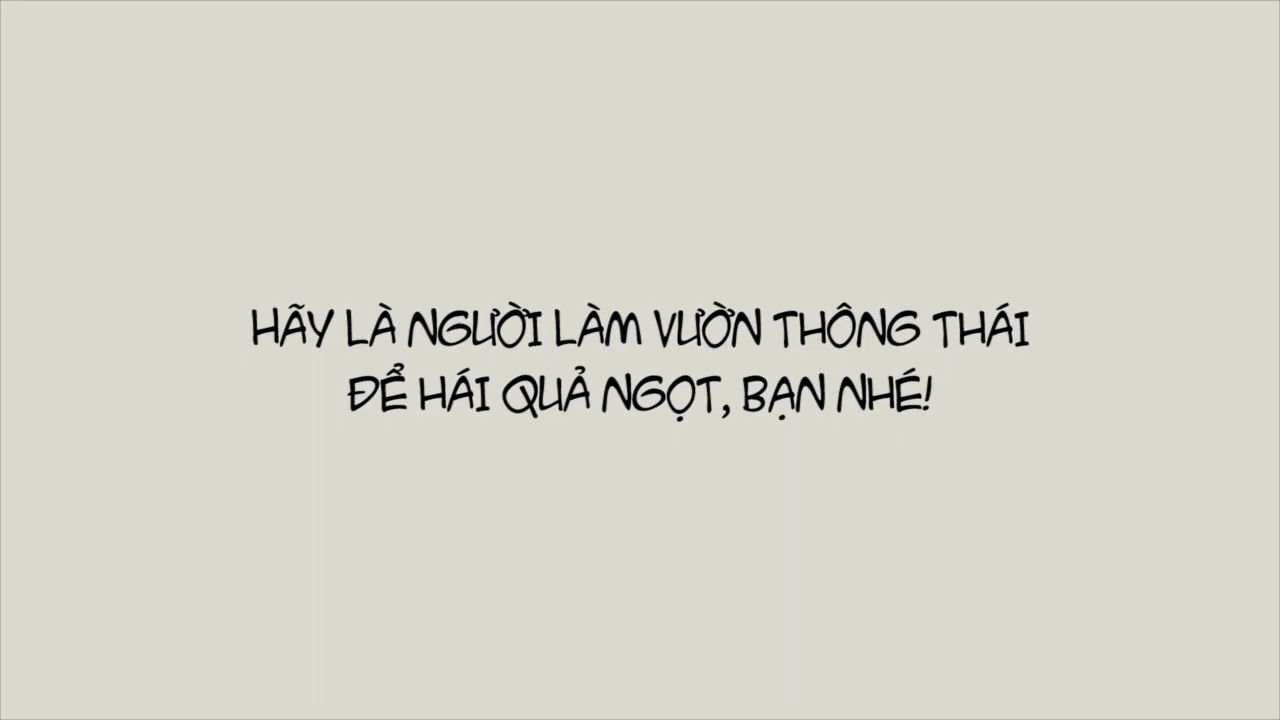 HÃY LÀ NGƯỜI LÀM VƯỜN THÔNG THÁI
ĐỂ HÁI QUẢ NGỌT, BẠN NHÉ!